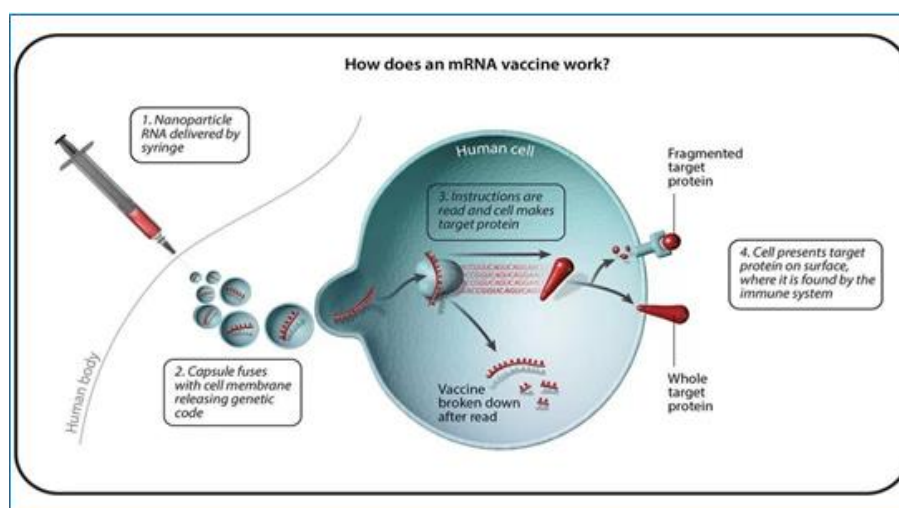 How does an mRNA vaccine work?
1. Nanoparticle
RNA delivered by
syringe
Human body
2. Capsule fuses
with cell membrane
releasing genetic
code
Human cell
3. Instructions are
read and cell makes
target protein
Vaccine
broken down
after read
Fragmented
target
protein
4. Cell presents target
protein on surface,
where it is found by the
immune system
Whole
target
protein